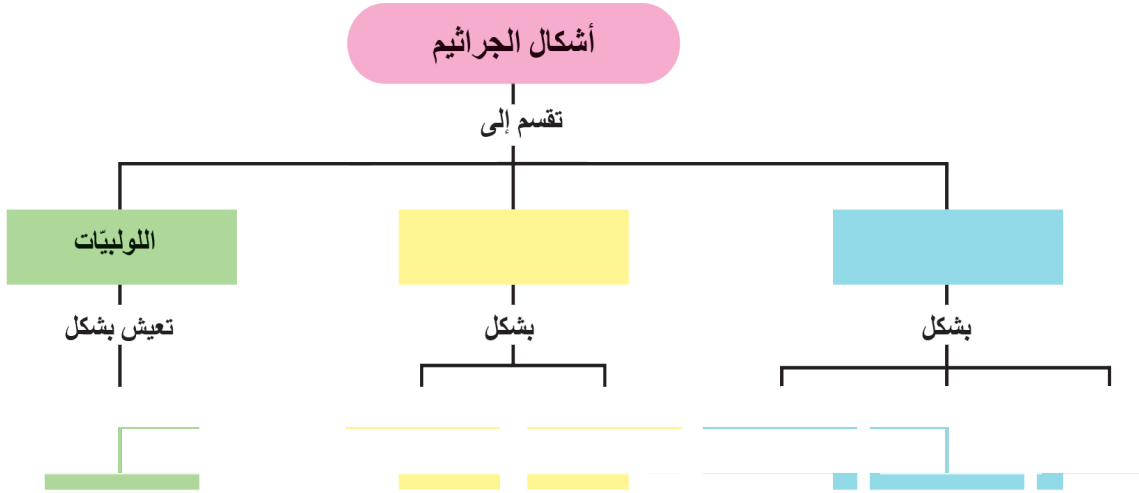 أشكال الجراثيم
تقسم إلى
اللولبيّات
بشكل
بشكل
تعيش بشكل